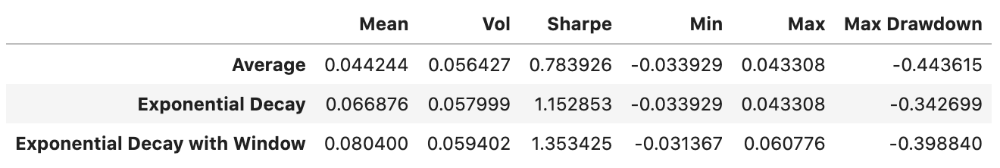 Mean Vol Sharpe Min Max Max Drawdown
Average 0.044244 0.056427 0.783926 -0.033929 0.043308 -0.443615
Exponential Decay 0.066876 0.057999 1.152853 -0.033929 0.043308 -0.342699
Exponential Decay with Window 0.080400 0.059402 1.353425 -0.031367 0.060776 -0.398840